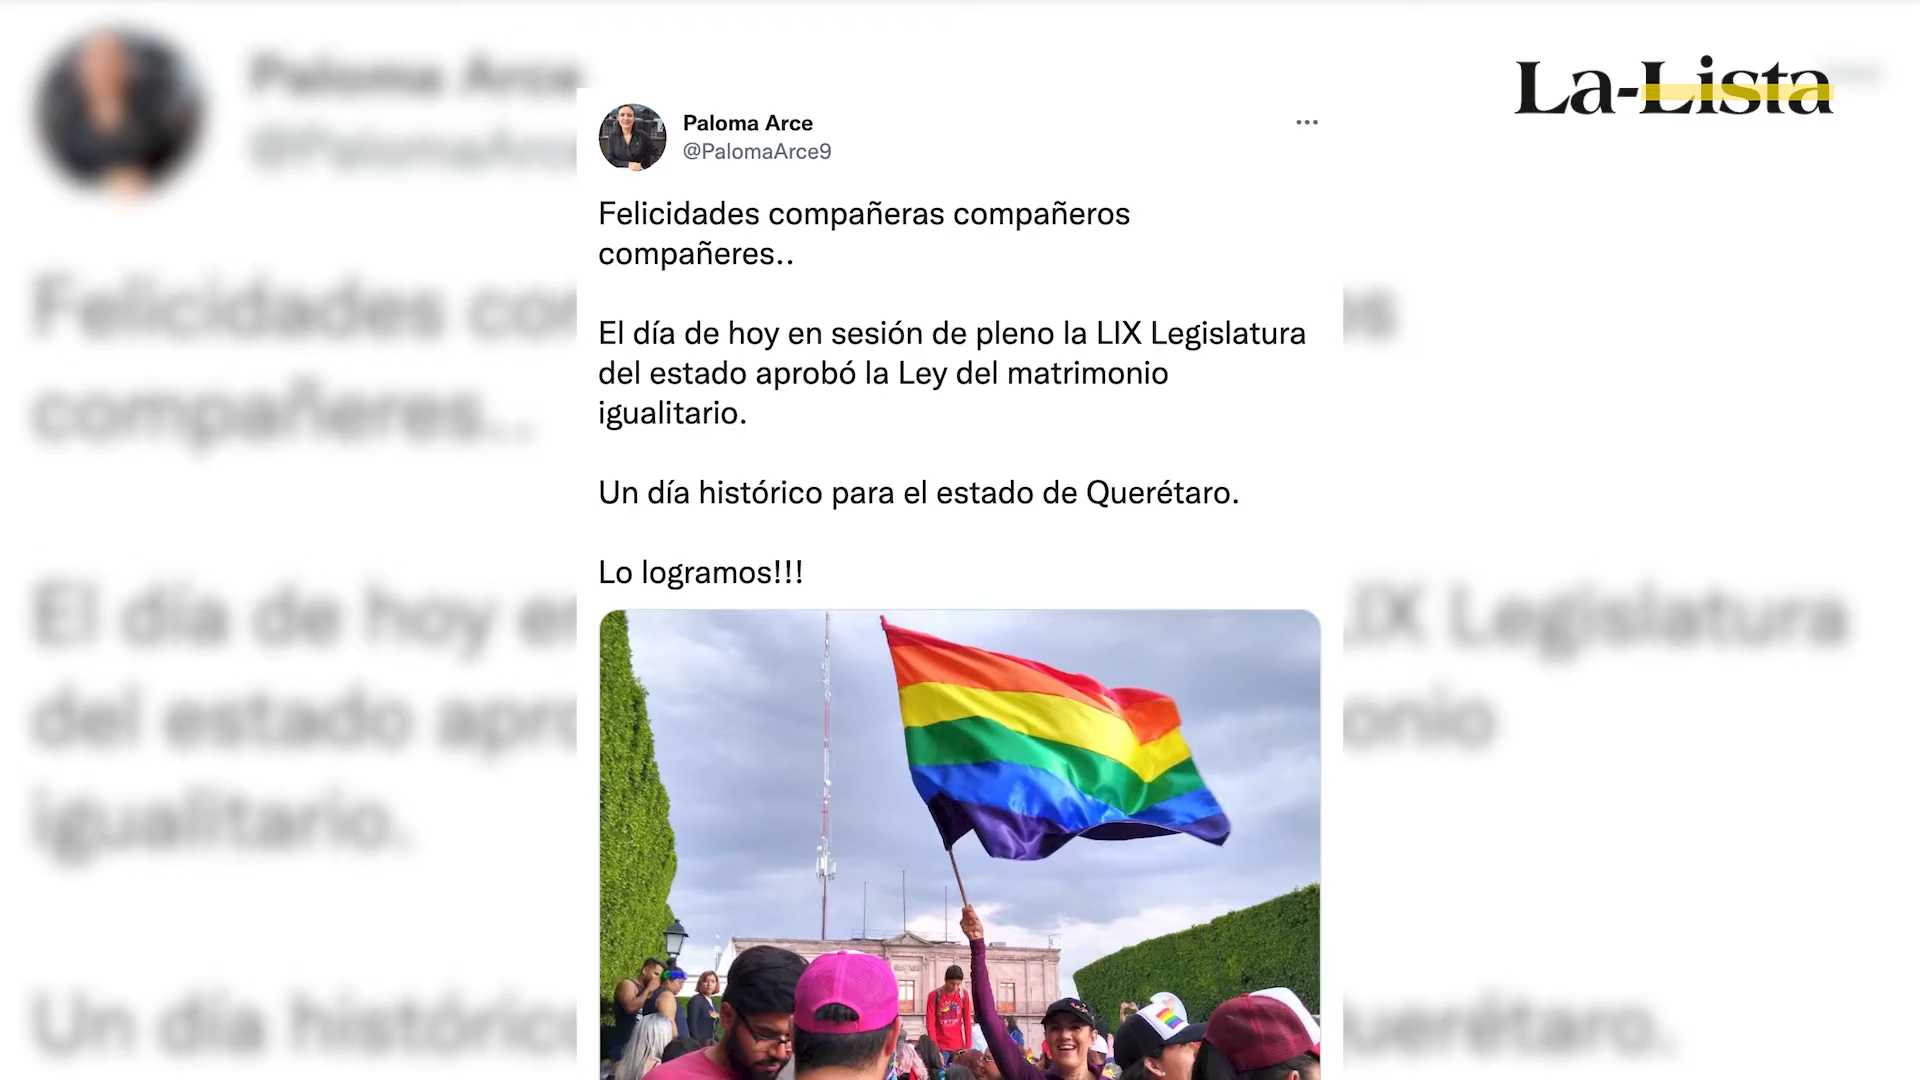 La-Lista
Paloma Arce
@PalomaArce9
Felicidades compañeras compañeros
compañeres..
El día de hoy en sesión de pleno la LIX Legislatura
del estado aprobó la Ley del matrimonio
igualitario.
Un día histórico para el estado de Querétaro.
Lo logramos!!!